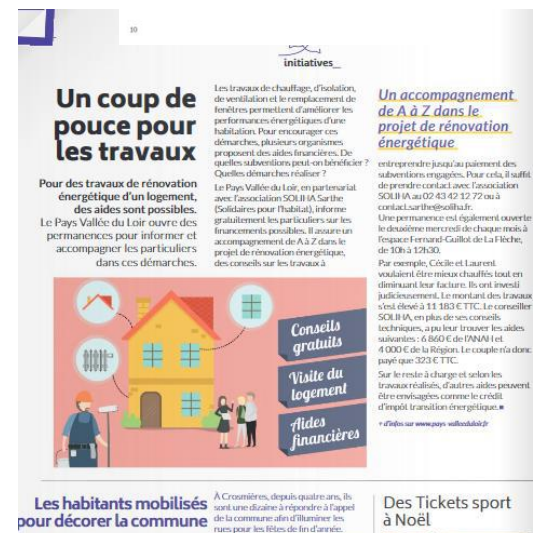 10
initiatives_
Un coup de
pouce pour
les travaux
Pour des travaux de rénovation
énergétique d'un logement,
des aides sont possibles.
Le Pays Vallée du Loir ouvre des
permanences pour informer et
accompagner les particuliers
dans ces démarches.
Les travaux de chauffage, d'isolation,
de ventilation et le remplacement de
fenêtres permettent d'améliorer les
performances énergétiques d'une
habitation. Pour encourager ces
démarches, plusieurs organismes
proposent des aides financières. De
quelles subventions peut-on bénéficier ?
Quelles démarches réaliser ?
Le Pays Vallée du Loir, en partenariat
avec l'association SOLIHA Sarthe
(Solidaires pour l'habitat), informe
gratuitement les particuliers sur les
financements possibles. Il assure un
accompagnement de A à Z dans le
projet de rénovation énergétique,
des conseils sur les travaux à
Un accompagnement
de A à Z dans le
projet de rénovation
énergétique
entreprendre jusqu'au paiement des
subventions engagées. Pour cela, il suffit
de prendre contact avec l'association
SOLIHA au 02 43 42 12 72 ou à
contact.sarthe@soliha.fr.
Une permanence est également ouverte
le deuxième mercredi de chaque mois à
l'espace Fernand-Guillot de La Flèche,
de 10h à 12h30.
Par exemple, Cécile et Laurent
voulaient être mieux chauffés tout en
diminuant leur facture. Ils ont investi
judicieusement. Le montant des travaux
s'est élevé à 11 183 € TTC. Le conseiller
SOLIHA, en plus de ses conseils
techniques, a pu leur trouver les aides
suivantes : 6 860 € de l'ANAH et
4 000 € de la Région. Le couple n'a donc
payé que 323 € TTC.
Sur le reste à charge et selon les
travaux réalisés, d'autres aides peuvent
être envisagées comme le crédit
d'impôt transition énergétique.
+ d'infos sur www.pays-valleeduloir.fr
Conseils
gratuits
Visite du
logement
Aides
financières
Les habitants mobilisés
pour décorer la commune
À Crosmières, depuis quatre ans, ils
sont une dizaine à répondre à l'appel
de la commune afin d'illuminer les
rues pour les fêtes de fin d'année.
Des Tickets sport
à Noël